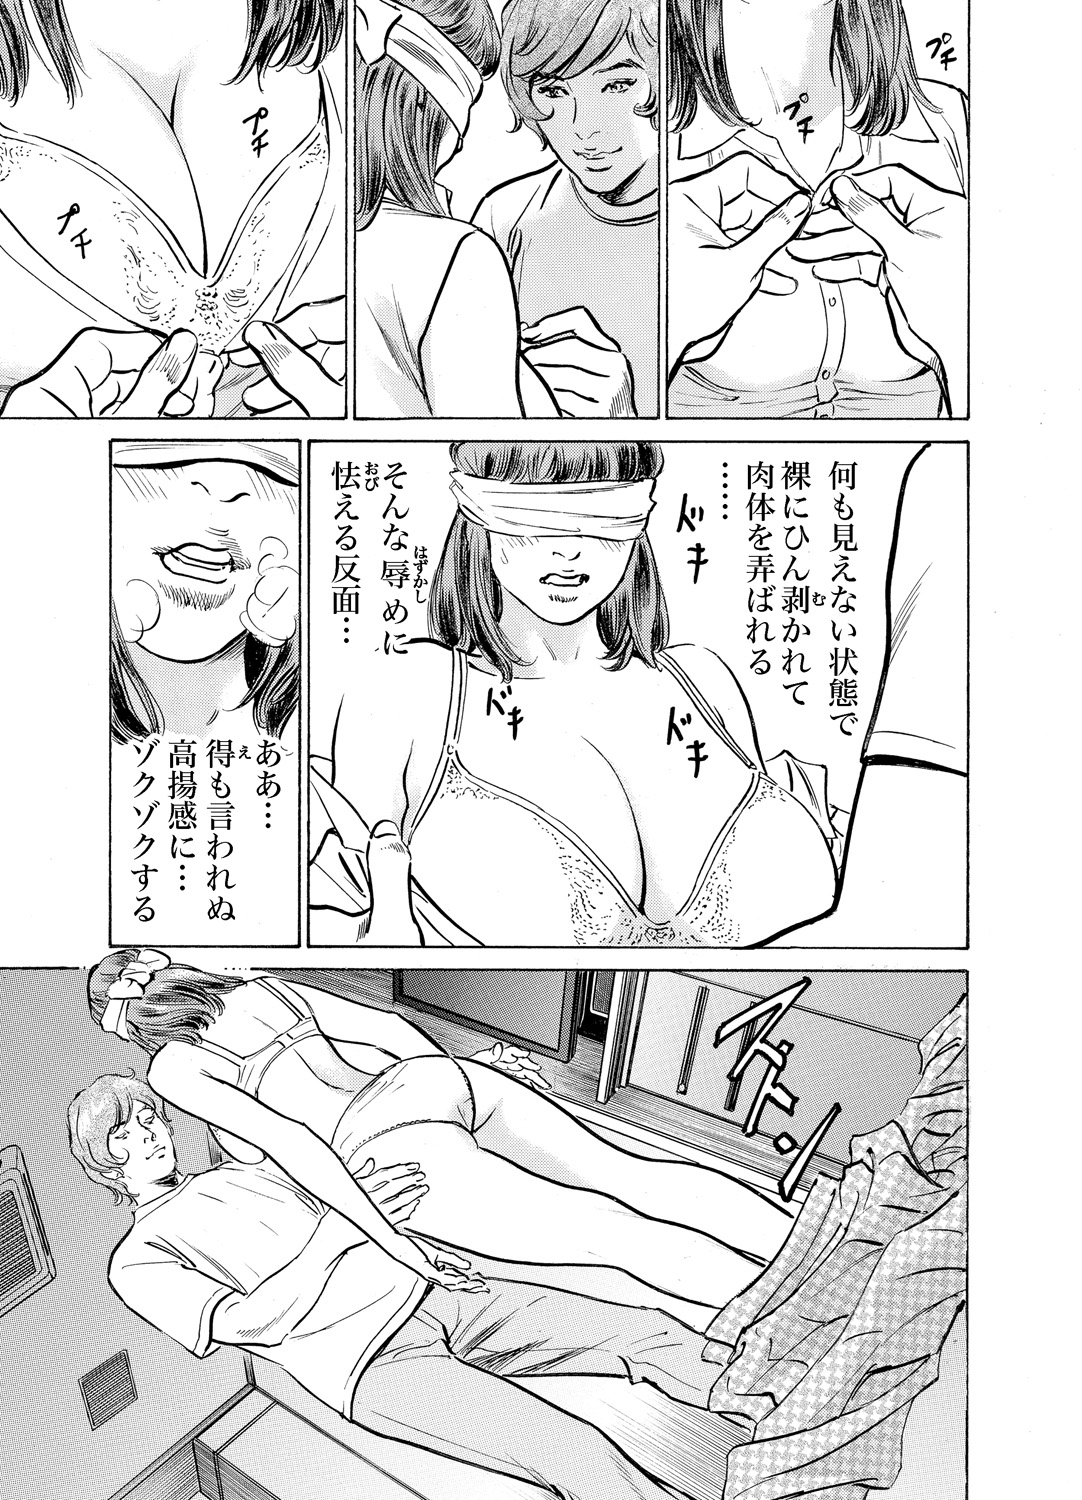 プチ
プチ
プチ
プチ
何も見えない状態で
裸にひん剥かれて
肉体を弄ばれる
……
ドキ
ドキ
ドキ
そんな辱めに
怯える反面…
ああ…
得も言われぬ
高揚感に…
ゾクゾクする
ズズン